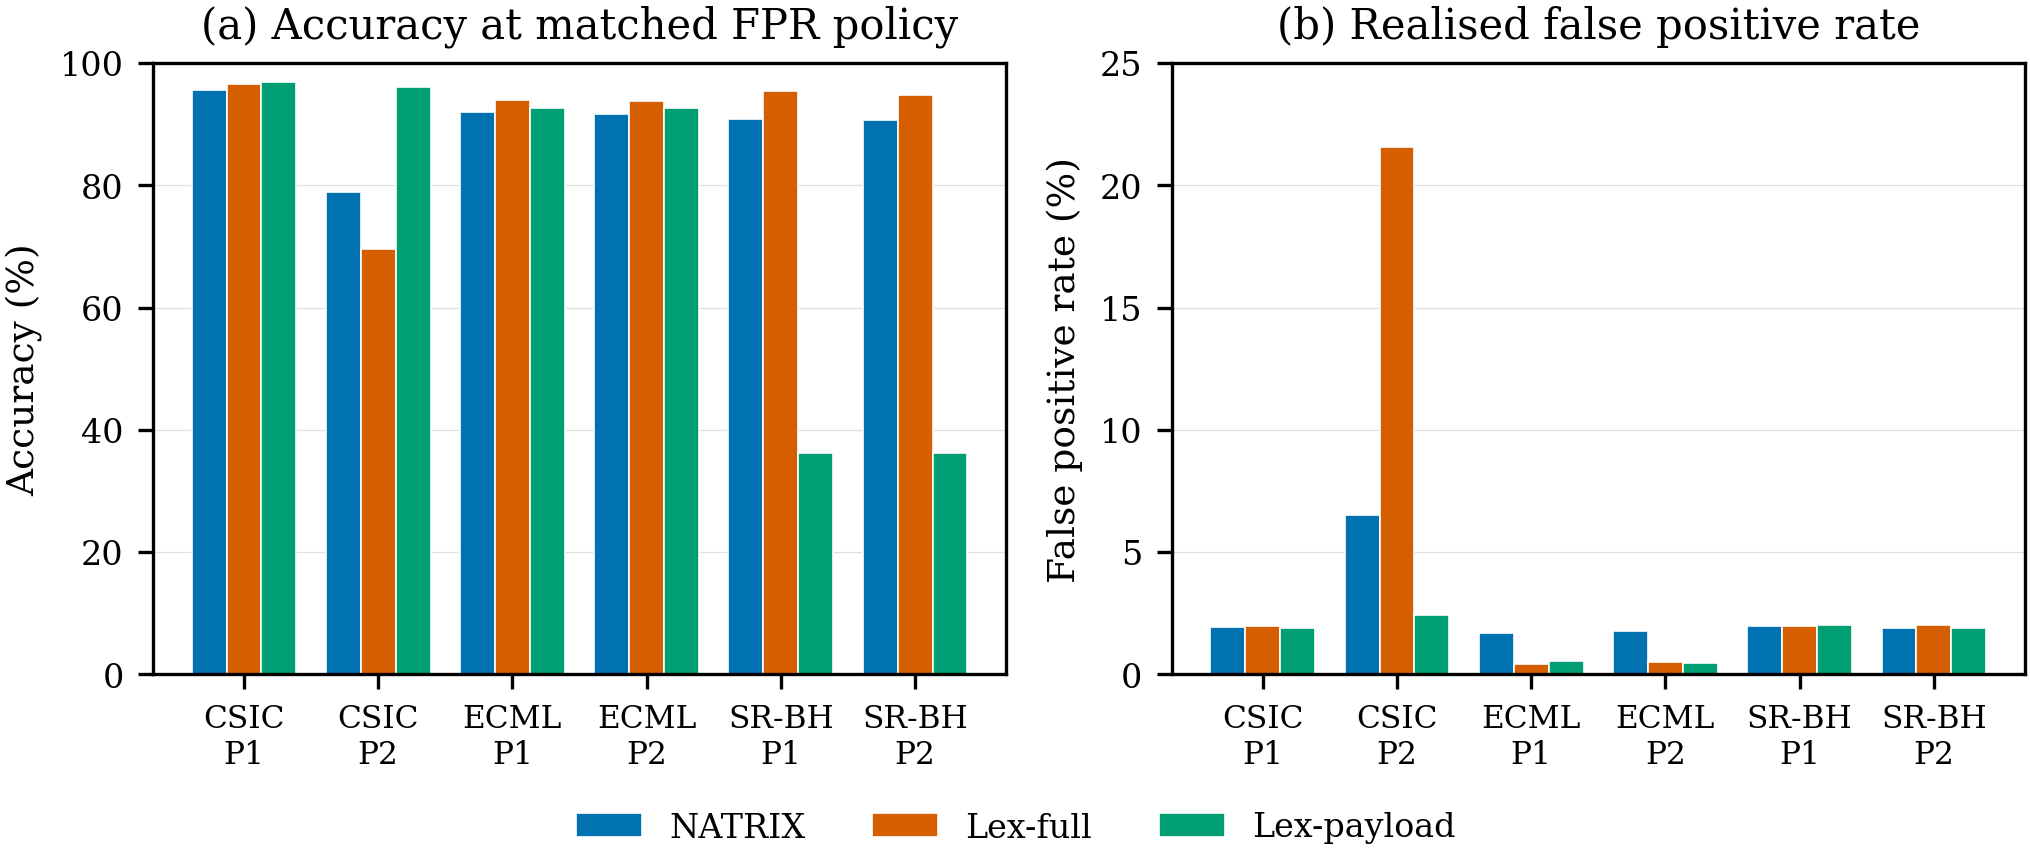 (a) Accuracy at matched FPR policy
Accuracy (%)
100
80
60
40
20
0
CSIC
P1
CSIC
P2
ECML
P1
ECML
P2
SR-BH
P1
SR-BH
P2
(b) Realised false positive rate
False positive rate (%)
25
20
15
10
5
0
CSIC
P1
CSIC
P2
ECML
P1
ECML
P2
SR-BH
P1
SR-BH
P2
NATRIX
Lex-full
Lex-payload